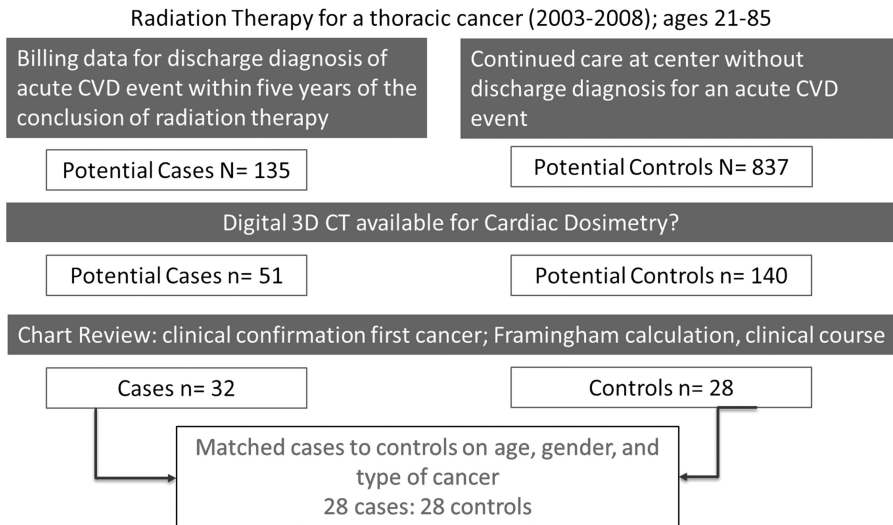 Radiation Therapy for a thoracic cancer (2003-2008); ages 21-85
Billing data for discharge diagnosis of
acute CVD event within five years of the
conclusion of radiation therapy
Continued care at center without
discharge diagnosis for an acute CVD
event
Potential Cases N= 135
Potential Controls N= 837
Digital 3D CT available for Cardiac Dosimetry?
Potential Cases n= 51
Potential Controls n= 140
Chart Review: clinical confirmation first cancer; Framingham calculation, clinical course
Cases n= 32
Controls n= 28
Matched cases to controls on age, gender, and
type of cancer
28 cases: 28 controls